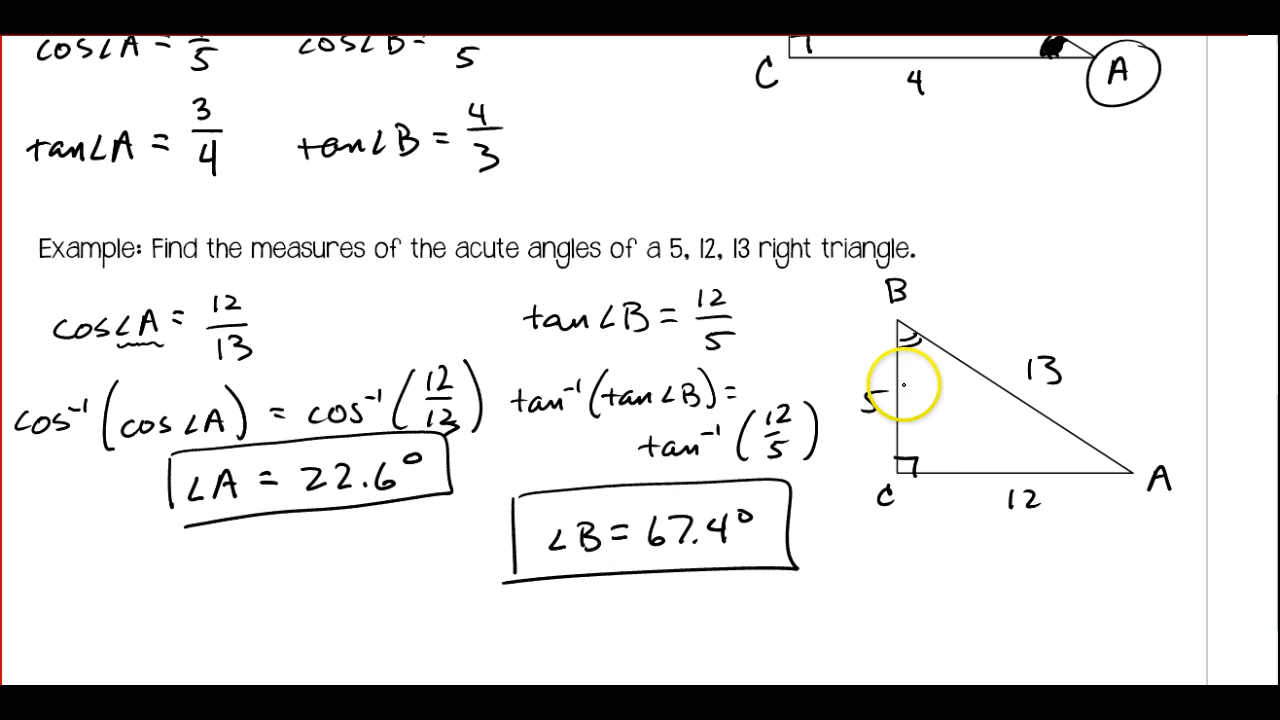 cos∠A = /5 cos∠B = /5
C 4 A
tan∠A = 3/4 tan∠B = 4/3
Example: Find the measures of the acute angles of a 5, 12, 13 right triangle.
cos∠A = 12/13
cos⁻¹(cos∠A) = cos⁻¹(12/13)
∠A = 22.6°
tan∠B = 12/5
tan⁻¹(tan∠B) =
tan⁻¹(12/5)
∠B = 67.4°
B
13
5
C 12 A